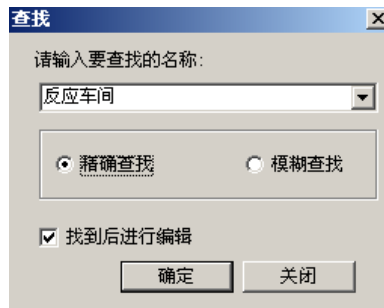 查找
请输入要查找的名称:
反应车间
精确查找 模糊查找
找到后进行编辑
确定 关闭